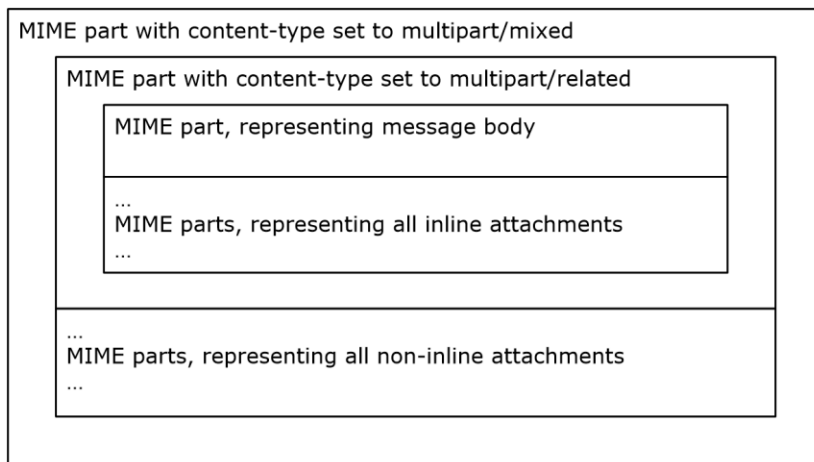 MIME part with content-type set to multipart/mixed
MIME part with content-type set to multipart/related
MIME part, representing message body
...
MIME parts, representing all inline attachments
...
...
MIME parts, representing all non-inline attachments
...